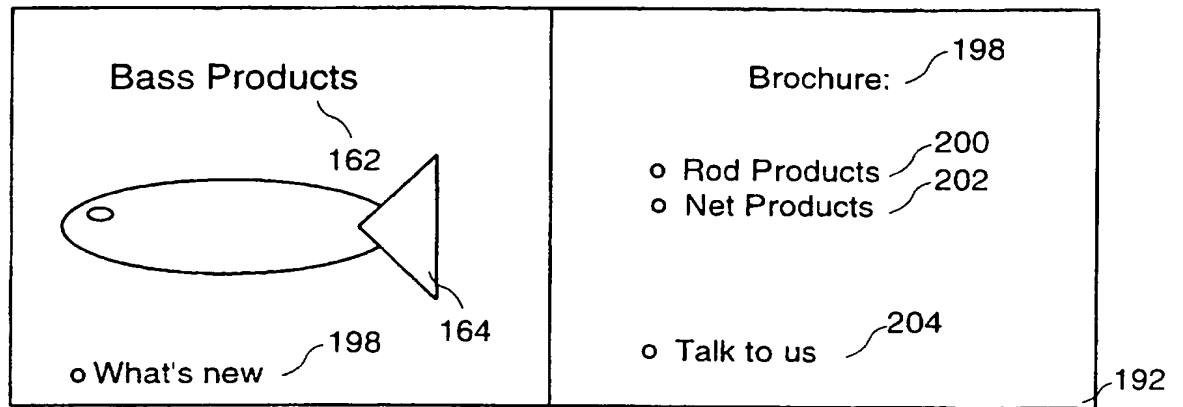 Bass Products
162
164
What's new
198
Brochure:
198
Rod Products
200
Net Products
202
Talk to us
204
192